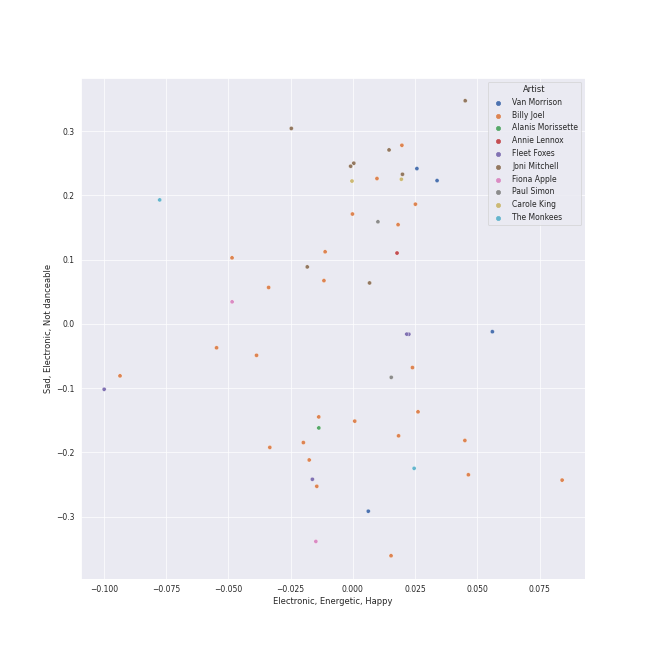 Artist
Van Morrison
Billy Joel
Alanis Morissette
Annie Lennox
Fleet Foxes
Joni Mitchell
Fiona Apple
Paul Simon
Carole King
The Monkees
0.3
0.2
0.1
0.0
−0.1
−0.2
−0.3
Sad, Electronic, Not danceable
−0.100 −0.075 −0.050 −0.025 0.000 0.025 0.050 0.075
Electronic, Energetic, Happy